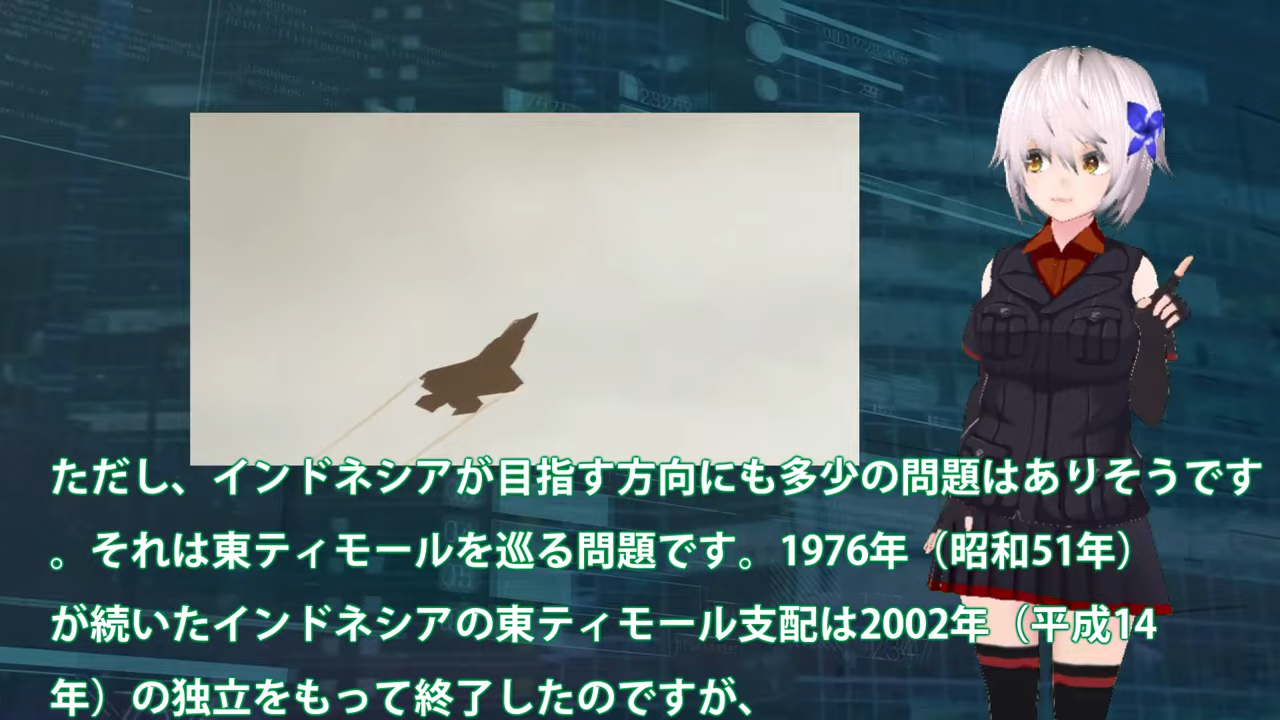 ただし、インドネシアが目指す方向にも多少の問題はありそうです
。それは東ティモールを巡る問題です。1976年（昭和51年）
が続いたインドネシアの東ティモール支配は2002年（平成14
年）の独立をもって終了したのですが、